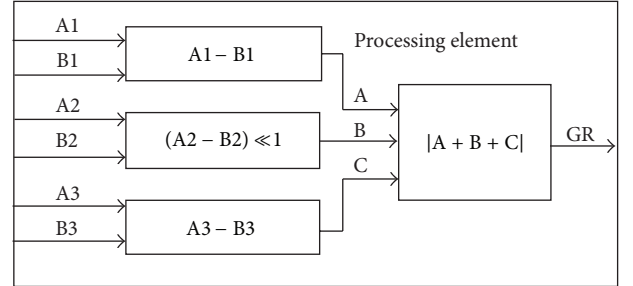 A1
B1
A1 – B1
Processing element
A2
B2
(A2 – B2) ≪1
A
B
C
|A + B + C|
GR
A3
B3
A3 – B3